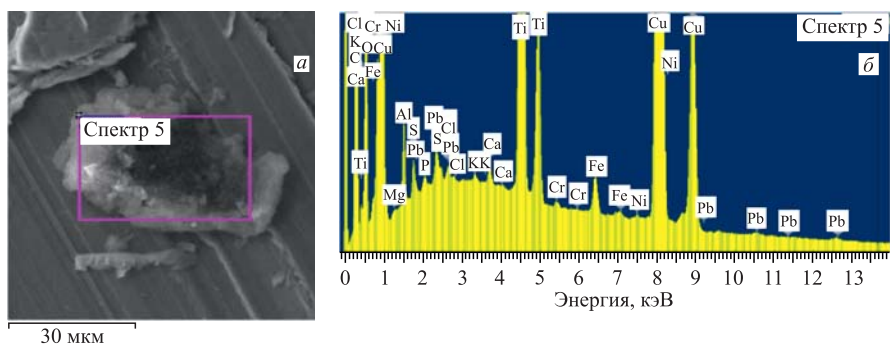 а
Спектр 5
30 мкм
Спектр 5
б
Cl Cr Ni Ti Ti Cu Cu
K O Cu Ni
C Fe
Ca
Ti Mg Al S Pb P Pb S Cl Pb Cl K K Ca Ca
Cr Cr Fe Fe Ni Pb Pb Pb Pb
0 1 2 3 4 5 6 7 8 9 10 11 12 13
Энергия, кэВ